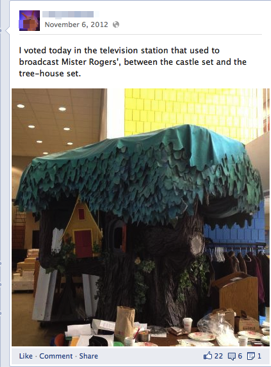 November 6, 2012
I voted today in the television station that used to
broadcast Mister Rogers', between the castle set and the
tree-house set.
Like · Comment · Share 22 6 1